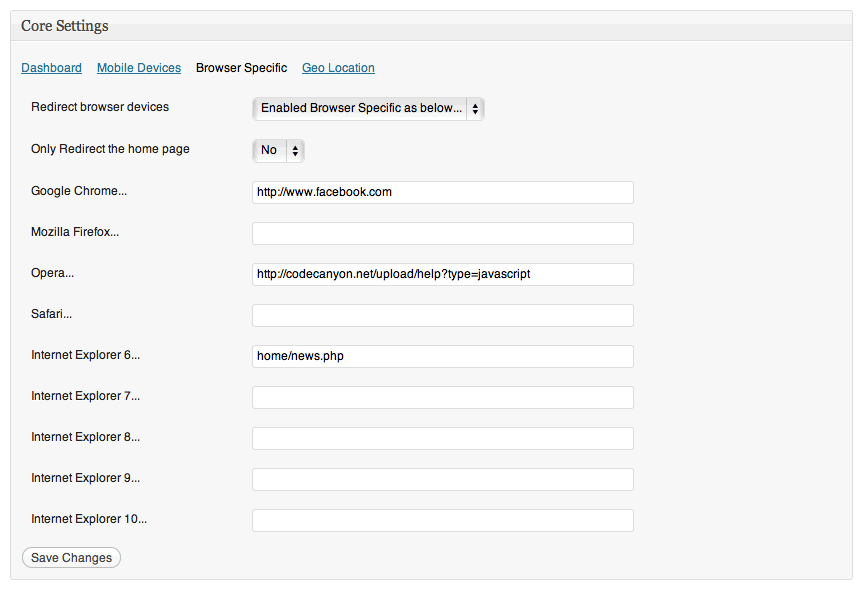 Core Settings
Dashboard Mobile Devices Browser Specific Geo Location
Redirect browser devices Enabled Browser Specific as below...
Only Redirect the home page No
Google Chrome... http://www.facebook.com
Mozilla Firefox...
Opera... http://codecanyon.net/upload/help?type=javascript
Safari...
Internet Explorer 6... home/news.php
Internet Explorer 7...
Internet Explorer 8...
Internet Explorer 9...
Internet Explorer 10...
Save Changes